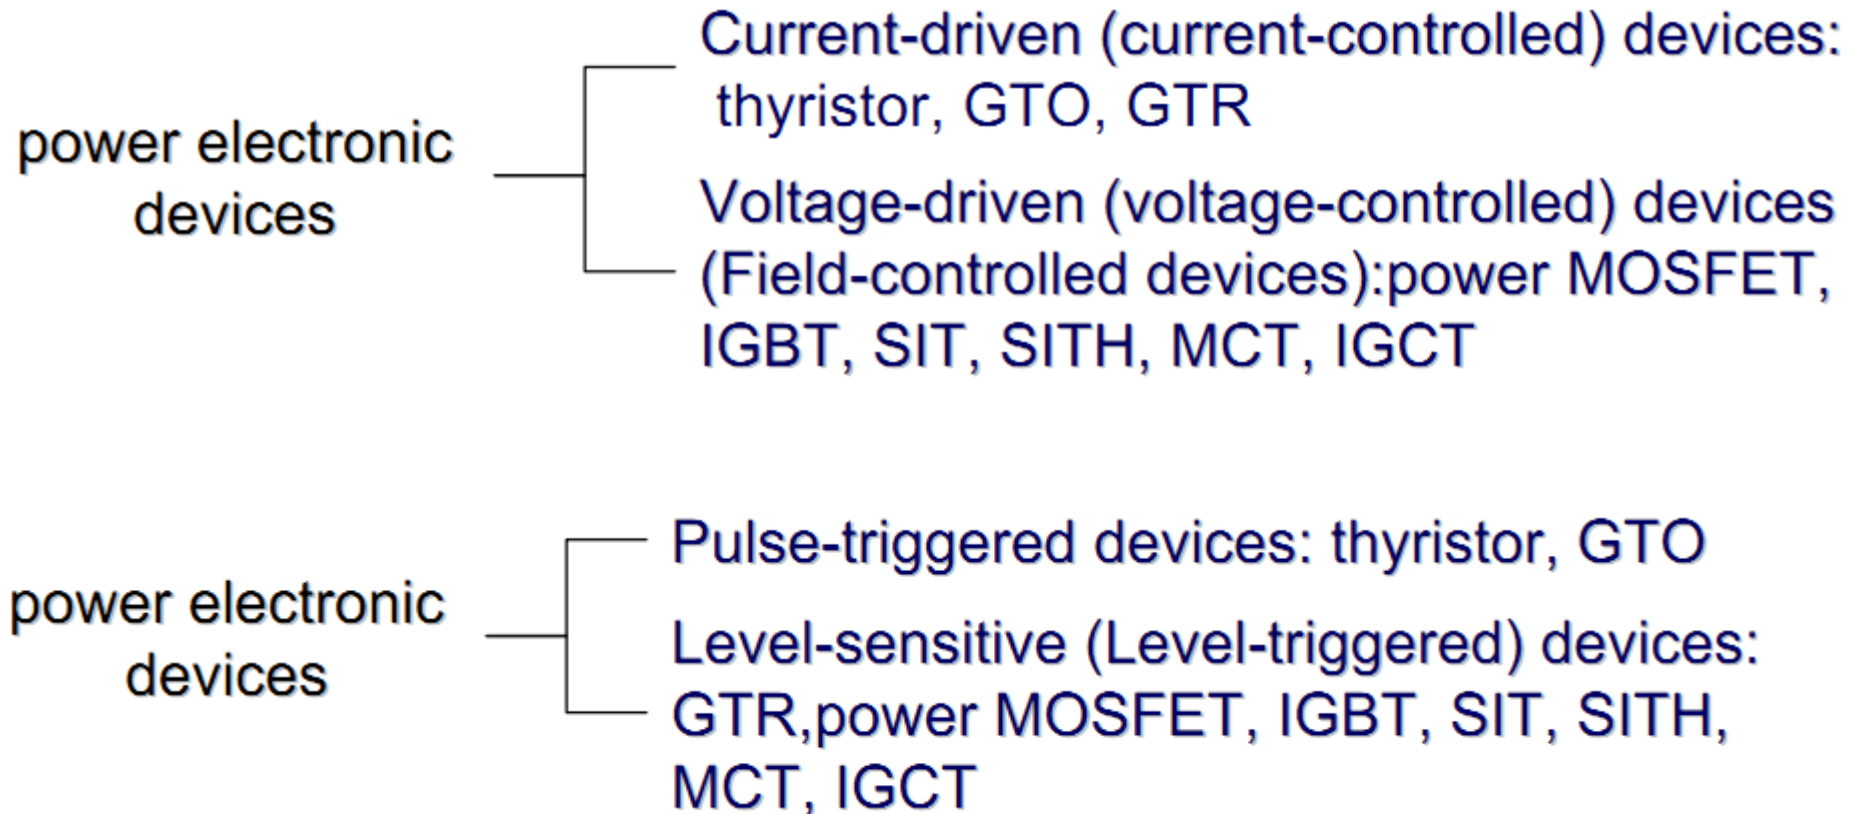 power electronic
devices
Current-driven (current-controlled) devices:
thyristor, GTO, GTR
Voltage-driven (voltage-controlled) devices
(Field-controlled devices):power MOSFET,
IGBT, SIT, SITH, MCT, IGCT
power electronic
devices
Pulse-triggered devices: thyristor, GTO
Level-sensitive (Level-triggered) devices:
GTR,power MOSFET, IGBT, SIT, SITH,
MCT, IGCT